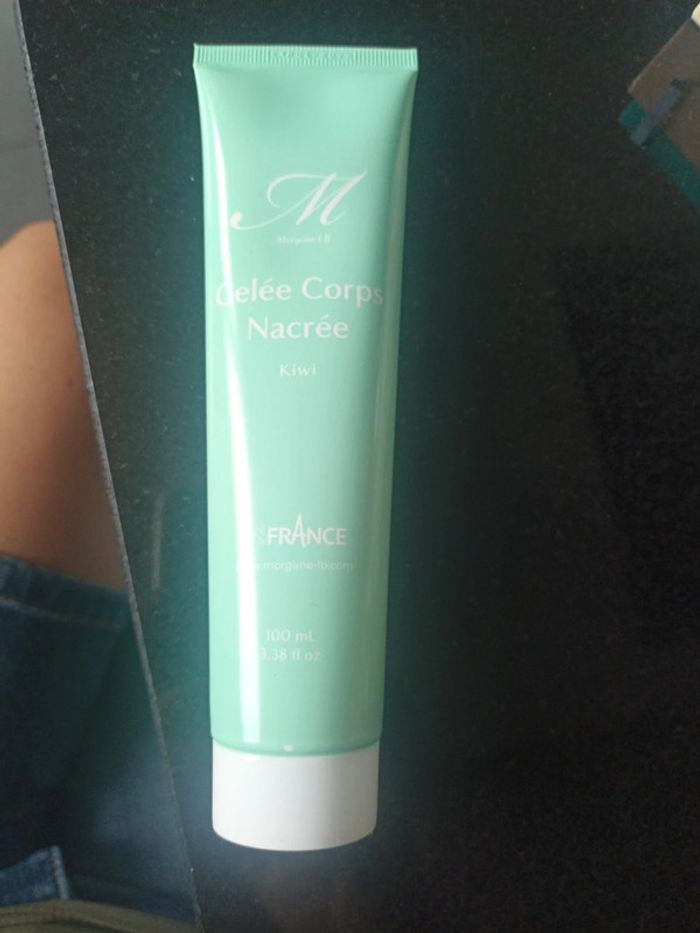 M
Morgane LB
Gelée Corps
Nacrée
Kiwi
FRANCE
www.morgane-lb.com
100 mL
3.38 fl oz